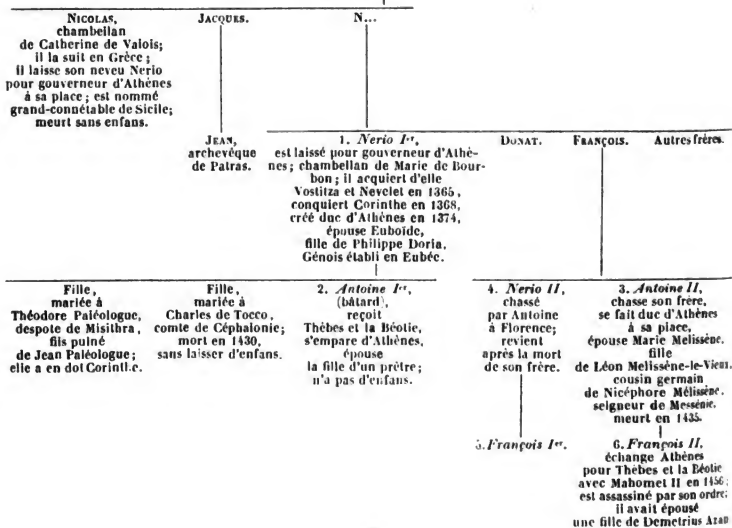 NICOLAS,
chambellan
de Catherine de Valois;
il la suit en Grèce;
il laisse son neveu Nerio
pour gouverneur d'Athènes
à sa place; est nommé
grand-connétable de Sicile;
meurt sans enfans.
JACQUES.
N...
JEAN,
archevêque
de Patras.
1. Nerio Ier,
est laissé pour gouverneur d'Athè-
nes; chambellan de Marie de Bour-
bon; il acquiert d'elle
Vostitza et Nevclet en 1365,
conquiert Corinthe en 1368,
créé duc d'Athènes en 1374,
épouse Euboïde,
fille de Philippe Doria,
Génois établi en Eubée.
DONAT.
FRANÇOIS.
Autres frères.
Fille,
mariée à
Théodore Paléologue,
despote de Misithra,
fils puîné
de Jean Paléologue;
elle a en dot Corinthe.
Fille,
mariée à
Charles de Tocco,
comte de Céphalonie;
mort en 1430,
sans laisser d'enfans.
2. Antoine Ier,
(bâtard),
reçoit
Thèbes et la Béotie,
s'empare d'Athènes,
épouse
la fille d'un prêtre;
n'a pas d'enfans.
4. Nerio II,
chassé
par Antoine
à Florence;
revient
après la mort
de son frère.
3. Antoine II,
chasse son frère,
se fait duc d'Athènes
à sa place,
épouse Marie Melissène,
fille
de Léon Melissène-le-Vieux,
cousin germain
de Nicéphore Mélissène,
seigneur de Messénie,
meurt en 1435.
5. François Ier.
6. François II,
échange Athènes
pour Thèbes et la Béotie
avec Mahomet II en 1456;
est assassiné par son ordre;
il avait épousé
une fille de Demetrius Azan